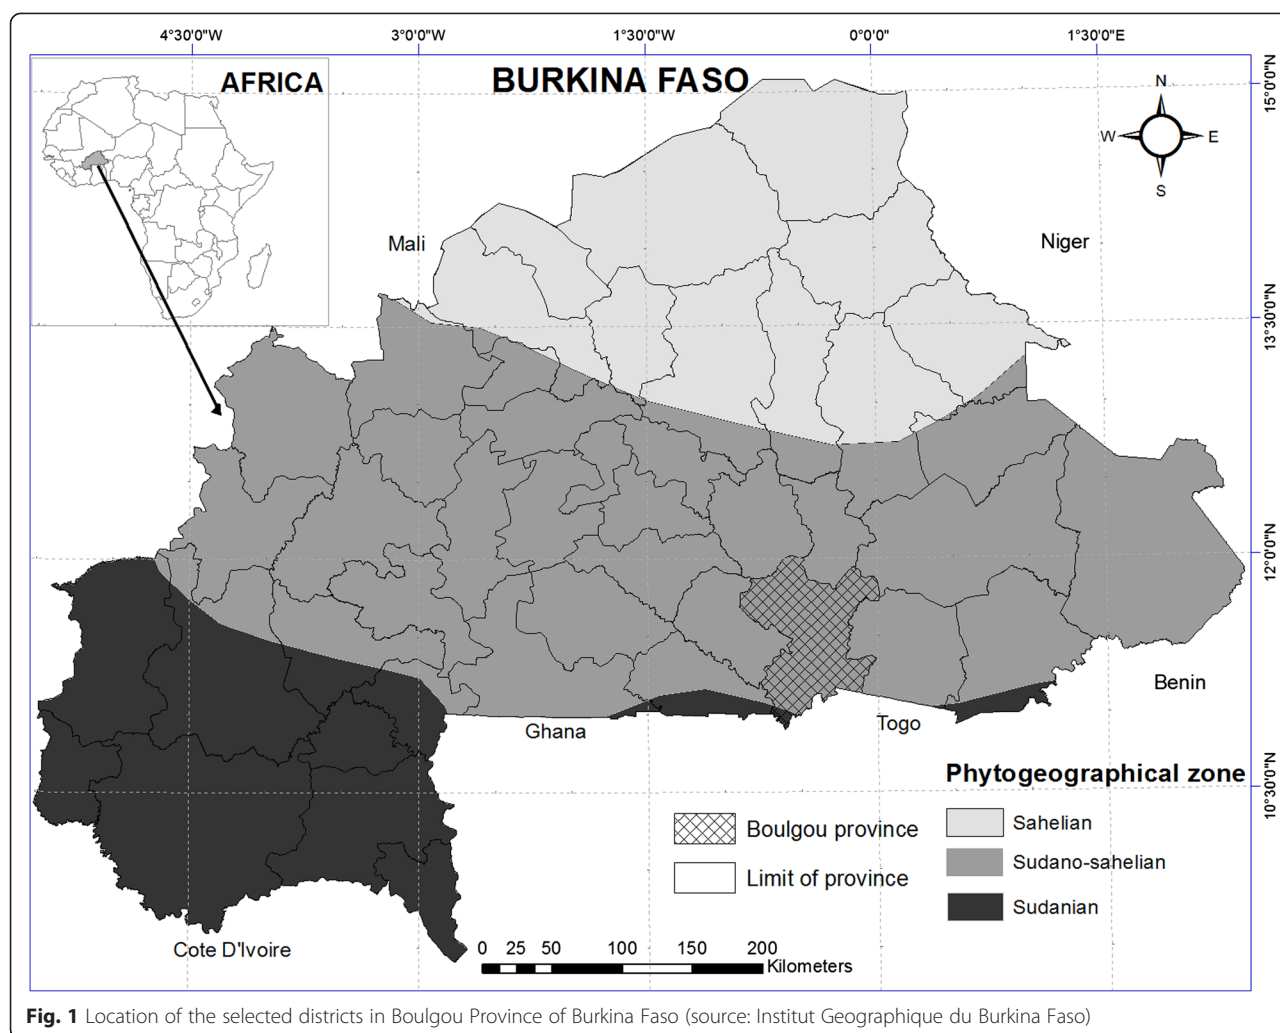 4°30'0"W 3°0'0"W 1°30'0"W 0°0'0" 1°30'0"E
AFRICA
BURKINA FASO
15°0'0"N
N
W E
S
Mali
Niger
13°30'0"N
12°0'0"N
Benin
Ghana
Togo
10°30'0"N
Phytogeographical zone
Boulgou province
Limit of province
Sahelian
Sudano-sahelian
Sudanian
Cote D'Ivoire
0 25 50 100 150 200
Kilometers
Fig. 1 Location of the selected districts in Boulgou Province of Burkina Faso (source: Institut Geographique du Burkina Faso)